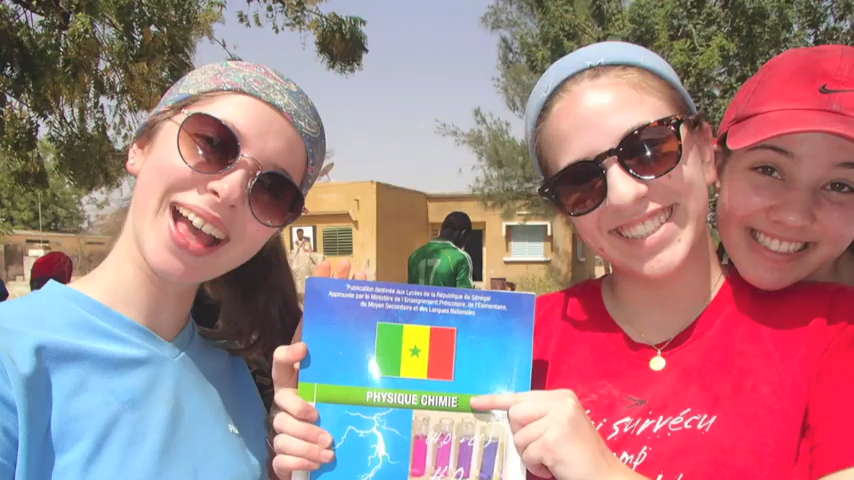 "Publication destinée aux Lycées de la République du Sénégal
Approuvée par le Ministère de l'Enseignement Préscolaire, de l'Elémentaire,
du Moyen Secondaire et des Langues Nationales
PHYSIQUE CHIMIE
17
survécu